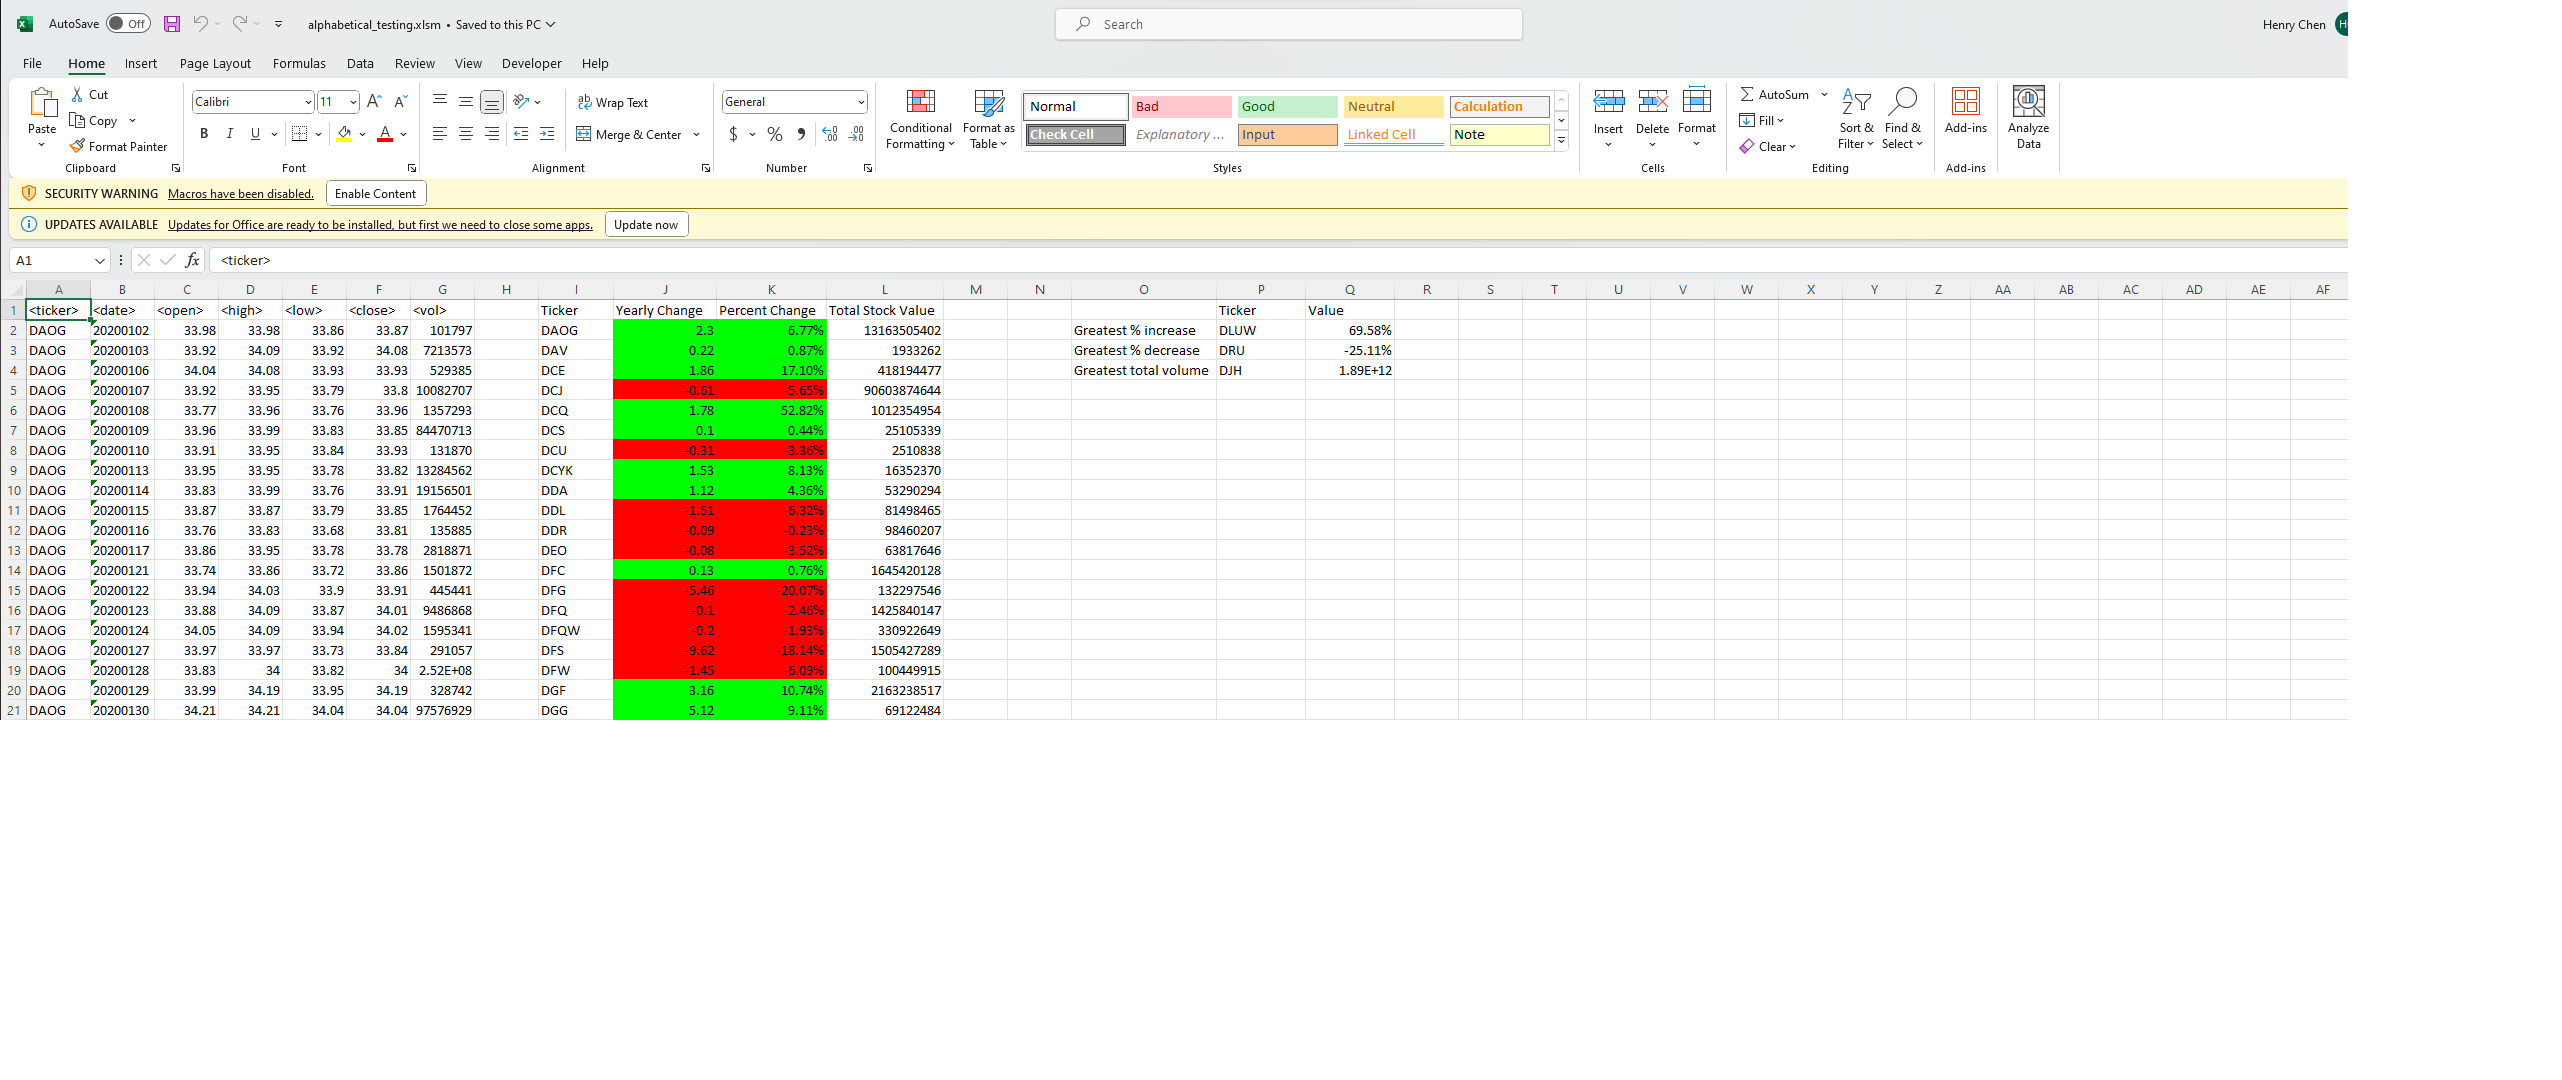 AutoSave Off alphabetical_testing.xlsm • Saved to this PC Search Henry Chen
File Home Insert Page Layout Formulas Data Review View Developer Help
Paste Cut Copy Format Painter Clipboard
Calibri 11 B I U A Font
ab Wrap Text Merge & Center Alignment
General $ % Number
Conditional Formatting Format as Table
Normal Bad Good Neutral Calculation
Check Cell Explanatory ... Input Linked Cell Note
Styles
Insert Delete Format Cells
AutoSum Fill Clear Sort & Filter Find & Select Editing
Add-ins Add-ins
Analyze Data
SECURITY WARNING Macros have been disabled. Enable Content
UPDATES AVAILABLE Updates for Office are ready to be installed, but first we need to close some apps. Update now
A1 fx <ticker>
A B C D E F G H I J K L M N O P Q R S T U V W X Y Z AA AB AC AD AE AF
1 <ticker> <date> <open> <high> <low> <close> <vol> Ticker Yearly Change Percent Change Total Stock Value Ticker Value
2 DAOG 20200102 33.98 33.98 33.86 33.87 101797 DAOG 2.3 6.77% 13163505402 Greatest % increase DLUW 69.58%
3 DAOG 20200103 33.92 34.09 33.92 34.08 7213573 DAV 0.22 0.87% 1933262 Greatest % decrease DRU -25.11%
4 DAOG 20200106 34.04 34.08 33.93 33.93 529385 DCE 1.86 17.10% 418194477 Greatest total volume DJH 1.89E+12
5 DAOG 20200107 33.92 33.95 33.79 33.8 10082707 DCJ -0.61 -5.65% 90603874644
6 DAOG 20200108 33.77 33.96 33.76 33.96 1357293 DCQ 1.78 52.82% 1012354954
7 DAOG 20200109 33.96 33.99 33.83 33.85 84470713 DCS 0.1 0.44% 25105339
8 DAOG 20200110 33.91 33.95 33.84 33.93 131870 DCU -0.31 -3.36% 2510838
9 DAOG 20200113 33.95 33.95 33.78 33.82 13284562 DCYK 1.53 8.13% 16352370
10 DAOG 20200114 33.83 33.99 33.76 33.91 19156501 DDA 1.12 4.36% 53290294
11 DAOG 20200115 33.87 33.87 33.79 33.85 1764452 DDL -1.51 -6.32% 81498465
12 DAOG 20200116 33.76 33.83 33.68 33.81 135885 DDR -0.09 -0.23% 98460207
13 DAOG 20200117 33.86 33.95 33.78 33.78 2818871 DEO -0.08 -3.52% 63817646
14 DAOG 20200121 33.74 33.86 33.72 33.86 1501872 DFC 0.13 0.76% 1645420128
15 DAOG 20200122 33.94 34.03 33.9 33.91 445441 DFG -5.46 -20.07% 132297546
16 DAOG 20200123 33.88 34.09 33.87 34.01 9486868 DFQ -0.1 -2.46% 1425840147
17 DAOG 20200124 34.05 34.09 33.94 34.02 1595341 DFQW -0.2 -1.93% 330922649
18 DAOG 20200127 33.97 33.97 33.73 33.84 291057 DFS -9.62 -18.14% 1505427289
19 DAOG 20200128 33.83 34 33.82 34 2.52E+08 DFW -1.45 -6.09% 100449915
20 DAOG 20200129 33.99 34.19 33.95 34.19 328742 DGF 3.16 10.74% 2163238517
21 DAOG 20200130 34.21 34.21 34.04 34.04 97576929 DGG 5.12 9.11% 69122484